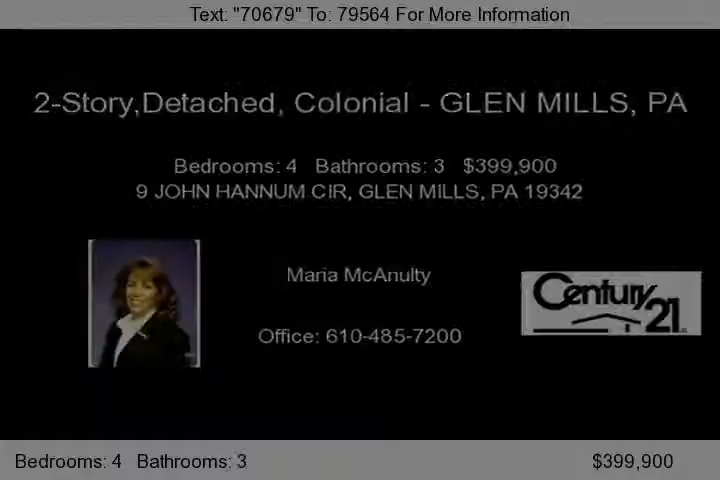 Text: "70679" To: 79564 For More Information
2-Story,Detached, Colonial - GLEN MILLS, PA
Bedrooms: 4 Bathrooms: 3 $399,900
9 JOHN HANNUM CIR, GLEN MILLS, PA 19342
Maria McAnulty
Century 21
Office: 610-485-7200
Bedrooms: 4 Bathrooms: 3 $399,900